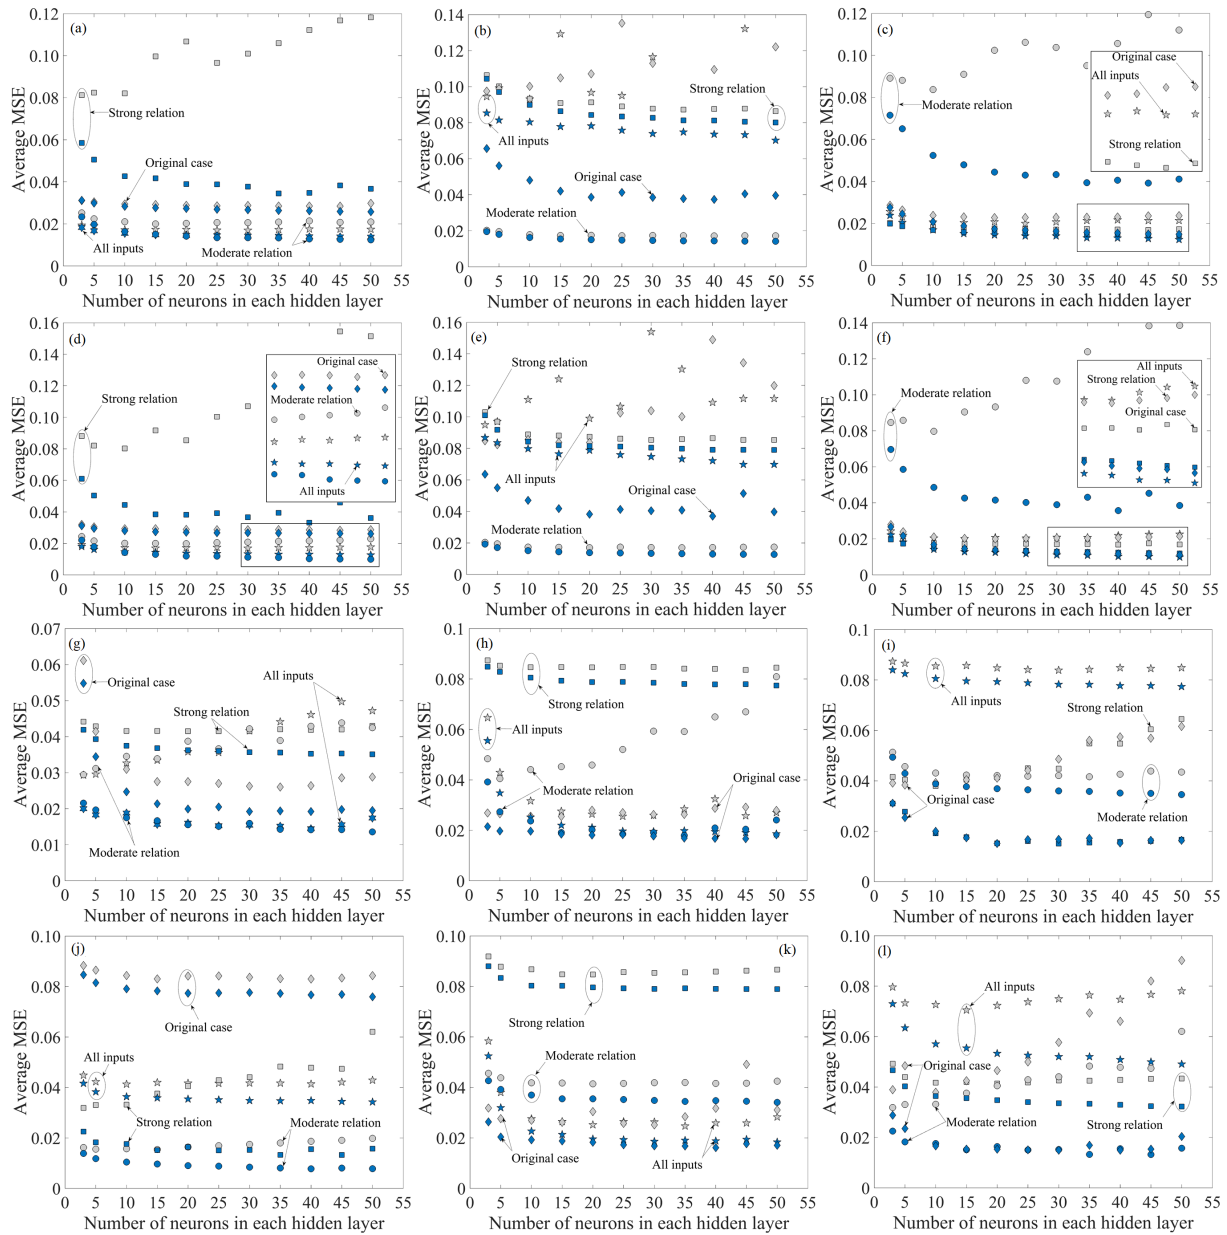 (a)
Average MSE
0.12
0.10
0.08
0.06
0.04
0.02
0
Strong relation
Original case
All inputs
Moderate relation
0 5 10 15 20 25 30 35 40 45 50 55
Number of neurons in each hidden layer
(b)
Average MSE
0.14
0.12
0.10
0.08
0.06
0.04
0.02
0
Strong relation
All inputs
Original case
Moderate relation
0 5 10 15 20 25 30 35 40 45 50 55
Number of neurons in each hidden layer
(c)
Average MSE
0.12
0.10
0.08
0.06
0.04
0.02
0
Original case
All inputs
Moderate relation
Strong relation
0 5 10 15 20 25 30 35 40 45 50 55
Number of neurons in each hidden layer
(d)
Average MSE
0.16
0.14
0.12
0.10
0.08
0.06
0.04
0.02
0
Original case
Strong relation
Moderate relation
All inputs
0 5 10 15 20 25 30 35 40 45 50 55
Number of neurons in each hidden layer
(e)
Average MSE
0.16
0.14
0.12
0.10
0.08
0.06
0.04
0.02
0
Strong relation
All inputs
Original case
Moderate relation
0 5 10 15 20 25 30 35 40 45 50 55
Number of neurons in each hidden layer
(f)
Average MSE
0.14
0.12
0.10
0.08
0.06
0.04
0.02
0
All inputs
Strong relation
Moderate relation
Original case
0 5 10 15 20 25 30 35 40 45 50 55
Number of neurons in each hidden layer
(g)
Average MSE
0.07
0.06
0.05
0.04
0.03
0.02
0.01
0
Original case
All inputs
Strong relation
Moderate relation
0 5 10 15 20 25 30 35 40 45 50 55
Number of neurons in each hidden layer
(h)
Average MSE
0.1
0.08
0.06
0.04
0.02
0
Strong relation
All inputs
Moderate relation
Original case
0 5 10 15 20 25 30 35 40 45 50 55
Number of neurons in each hidden layer
(i)
Average MSE
0.1
0.08
0.06
0.04
0.02
0
All inputs
Strong relation
Original case
Moderate relation
0 5 10 15 20 25 30 35 40 45 50 55
Number of neurons in each hidden layer
(j)
Average MSE
0.10
0.08
0.06
0.04
0.02
0
Original case
All inputs
Strong relation
Moderate relation
0 5 10 15 20 25 30 35 40 45 50 55
Number of neurons in each hidden layer
(k)
Average MSE
0.10
0.08
0.06
0.04
0.02
0
Strong relation
Moderate relation
Original case
All inputs
0 5 10 15 20 25 30 35 40 45 50 55
Number of neurons in each hidden layer
(l)
Average MSE
0.10
0.08
0.06
0.04
0.02
0
All inputs
Original case
Moderate relation
Strong relation
0 5 10 15 20 25 30 35 40 45 50 55
Number of neurons in each hidden layer